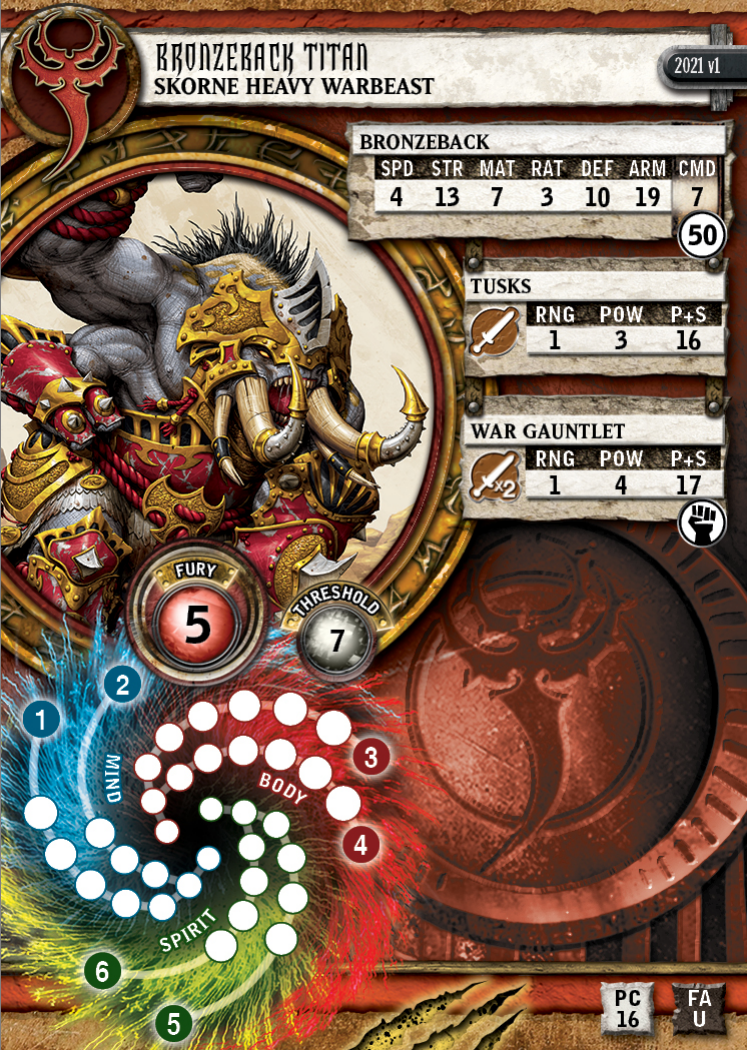 BRONZEBACK TITAN
SKORNE HEAVY WARBEAST
2021 v1
BRONZEBACK
SPD STR MAT RAT DEF ARM CMD
4 13 7 3 10 19 7
50
TUSKS
RNG POW P+S
1 3 16
WAR GAUNTLET
RNG POW P+S
x2 1 4 17
FURY
5
THRESHOLD
7
1
2
MIND
3
BODY
4
SPIRIT
6
5
PC
16
FA
U